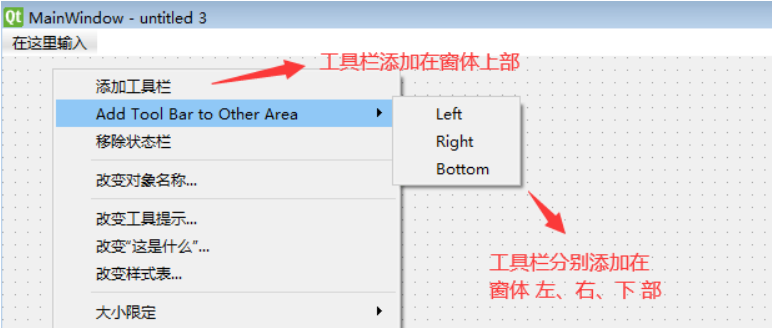 Qt MainWindow - untitled 3
在这里输入
工具栏添加在窗体上部
添加工具栏
Add Tool Bar to Other Area
Left
移除状态栏
Right
Bottom
改变对象名称...
改变工具提示...
改变“这是什么”...
改变样式表...
工具栏分别添加在
窗体 左、右、下 部
大小限定